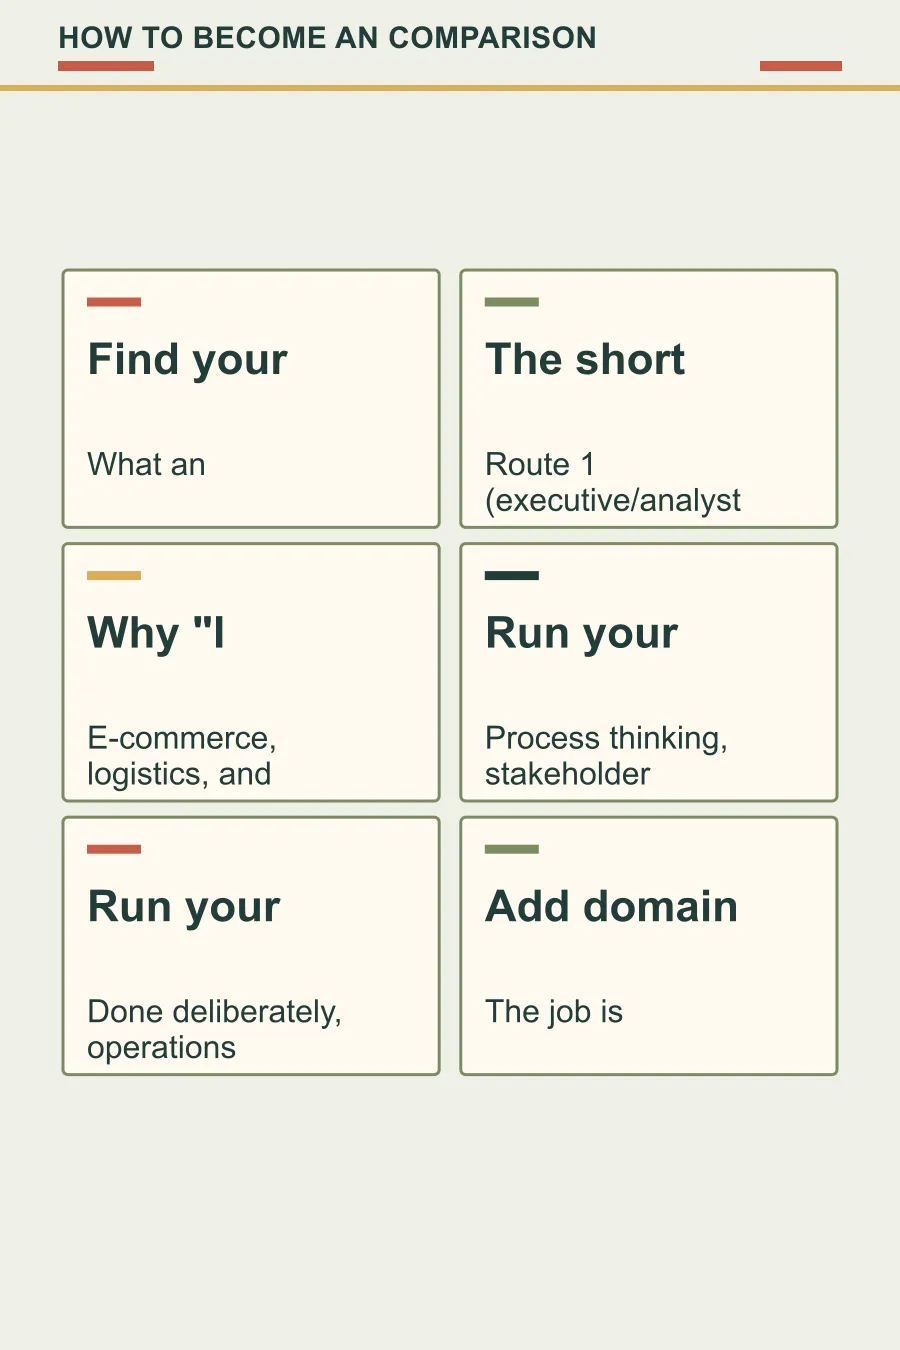 HOW TO BECOME AN COMPARISON
Find your
What an
The short
Route 1
(executive/analyst
Why "I
E-commerce,
logistics, and
Run your
Process thinking,
stakeholder
Run your
Done deliberately,
operations
Add domain
The job is